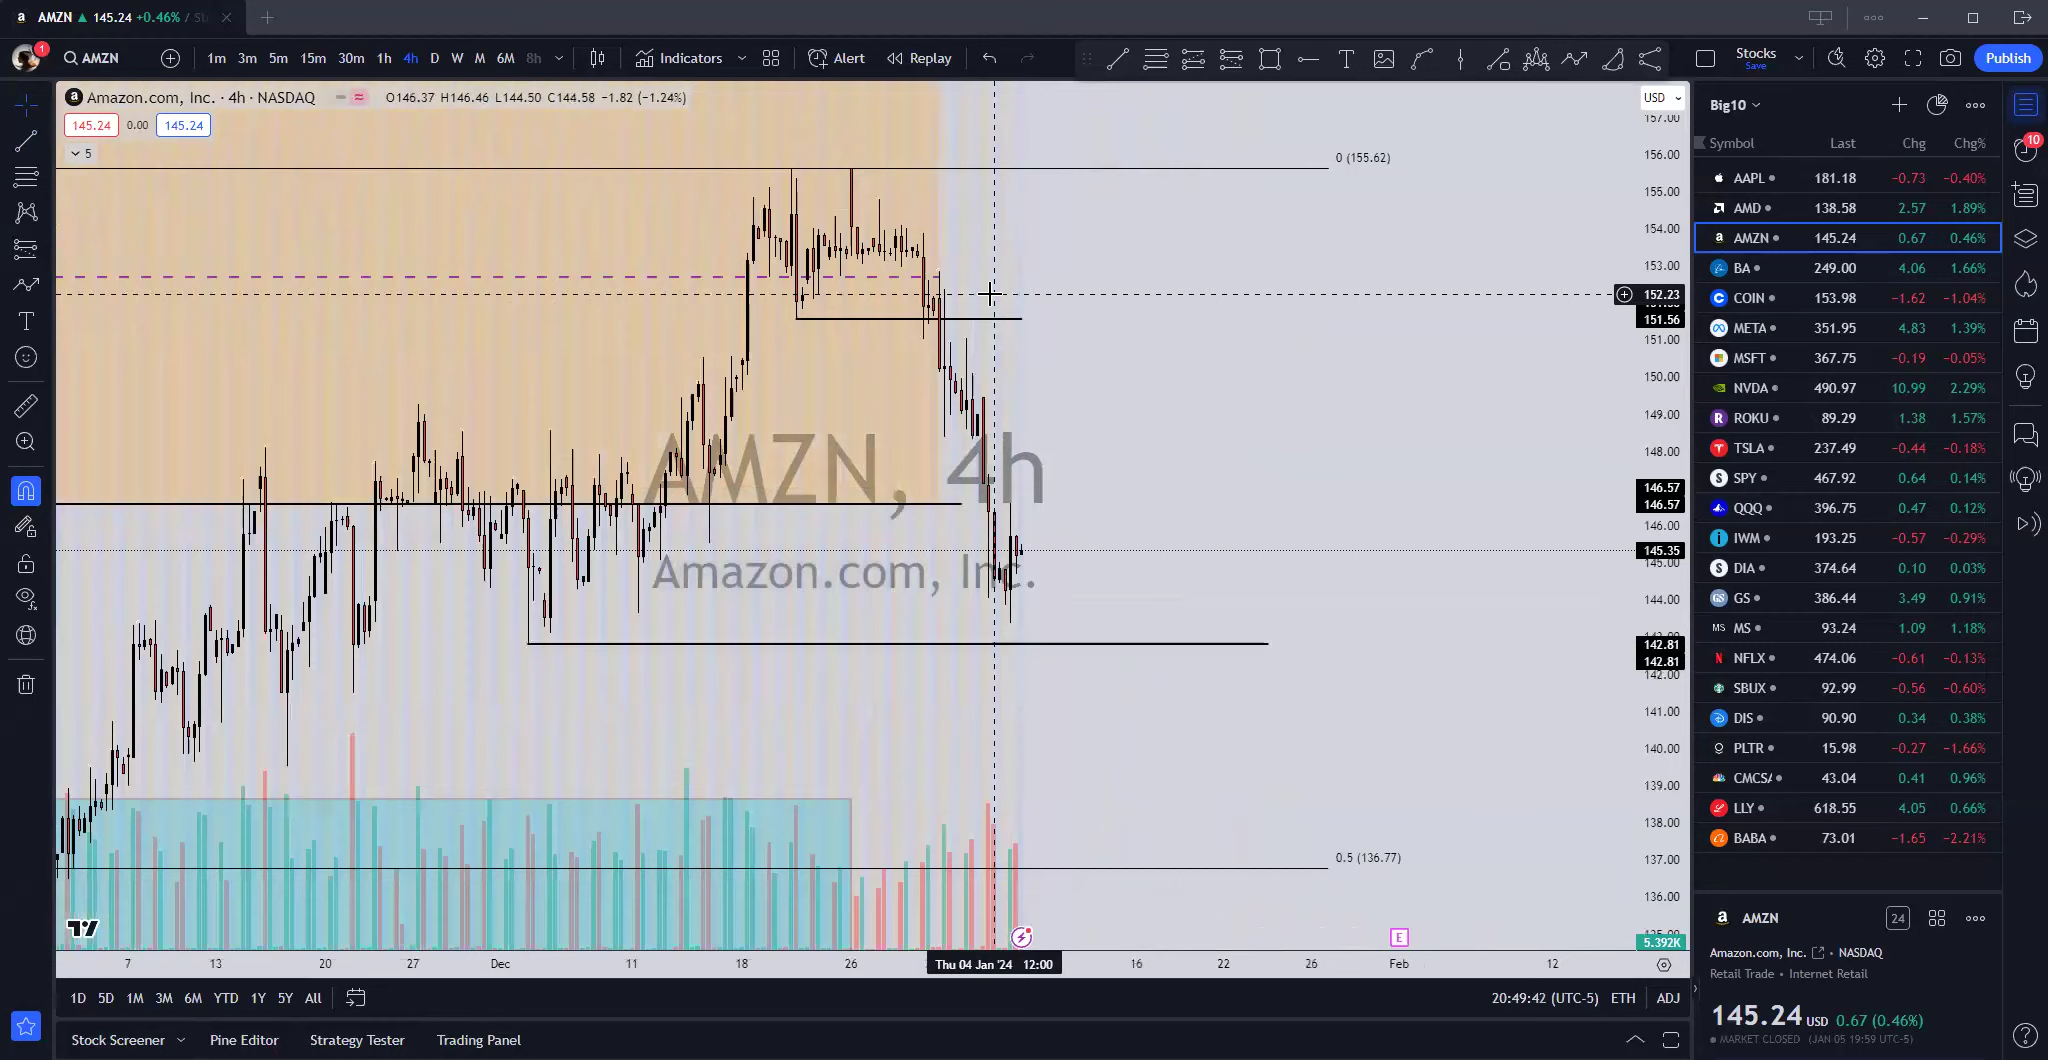 AMZN ▲ 145.24 +0.46% /
1
AMZN
1m 3m 5m 15m 30m 1h 4h D W M 6M 8h
Indicators
Alert
Replay
Stocks
Save
Publish
Amazon.com, Inc. · 4h · NASDAQ
O146.37 H146.46 L144.50 C144.58 −1.82 (−1.24%)
145.24 0.00 145.24
5
USD
157.00
0 (155.62)
156.00
155.00
154.00
153.00
152.23
151.56
151.00
150.00
149.00
148.00
AMZN, 4h
146.57
146.57
146.00
145.35
145.00
Amazon.com, Inc.
144.00
142.81
142.81
142.00
141.00
140.00
139.00
138.00
0.5 (136.77)
137.00
136.00
5.392K
E
7 13 20 27 Dec 11 18 26 Thu 04 Jan '24 12:00 16 22 26 Feb 12
1D 5D 1M 3M 6M YTD 1Y 5Y All
20:49:42 (UTC-5) ETH ADJ
Stock Screener Pine Editor Strategy Tester Trading Panel
Big10
10
Symbol Last Chg Chg%
AAPL 181.18 −0.73 −0.40%
AMD 138.58 2.57 1.89%
AMZN 145.24 0.67 0.46%
BA 249.00 4.06 1.66%
COIN 153.98 −1.62 −1.04%
META 351.95 4.83 1.39%
MSFT 367.75 −0.19 −0.05%
NVDA 490.97 10.99 2.29%
ROKU 89.29 1.38 1.57%
TSLA 237.49 −0.44 −0.18%
SPY 467.92 0.64 0.14%
QQQ 396.75 0.47 0.12%
IWM 193.25 −0.57 −0.29%
DIA 374.64 0.10 0.03%
GS GS 386.44 3.49 0.91%
MS MS 93.24 1.09 1.18%
NFLX 474.06 −0.61 −0.13%
SBUX 92.99 −0.56 −0.60%
DIS 90.90 0.34 0.38%
PLTR 15.98 −0.27 −1.66%
CMCSA 43.04 0.41 0.96%
LLY 618.55 4.05 0.66%
BABA 73.01 −1.65 −2.21%
AMZN
24
Amazon.com, Inc. • NASDAQ
Retail Trade • Internet Retail
145.24 USD 0.67 (0.46%)
MARKET CLOSED (JAN 05 19:59 UTC-5)